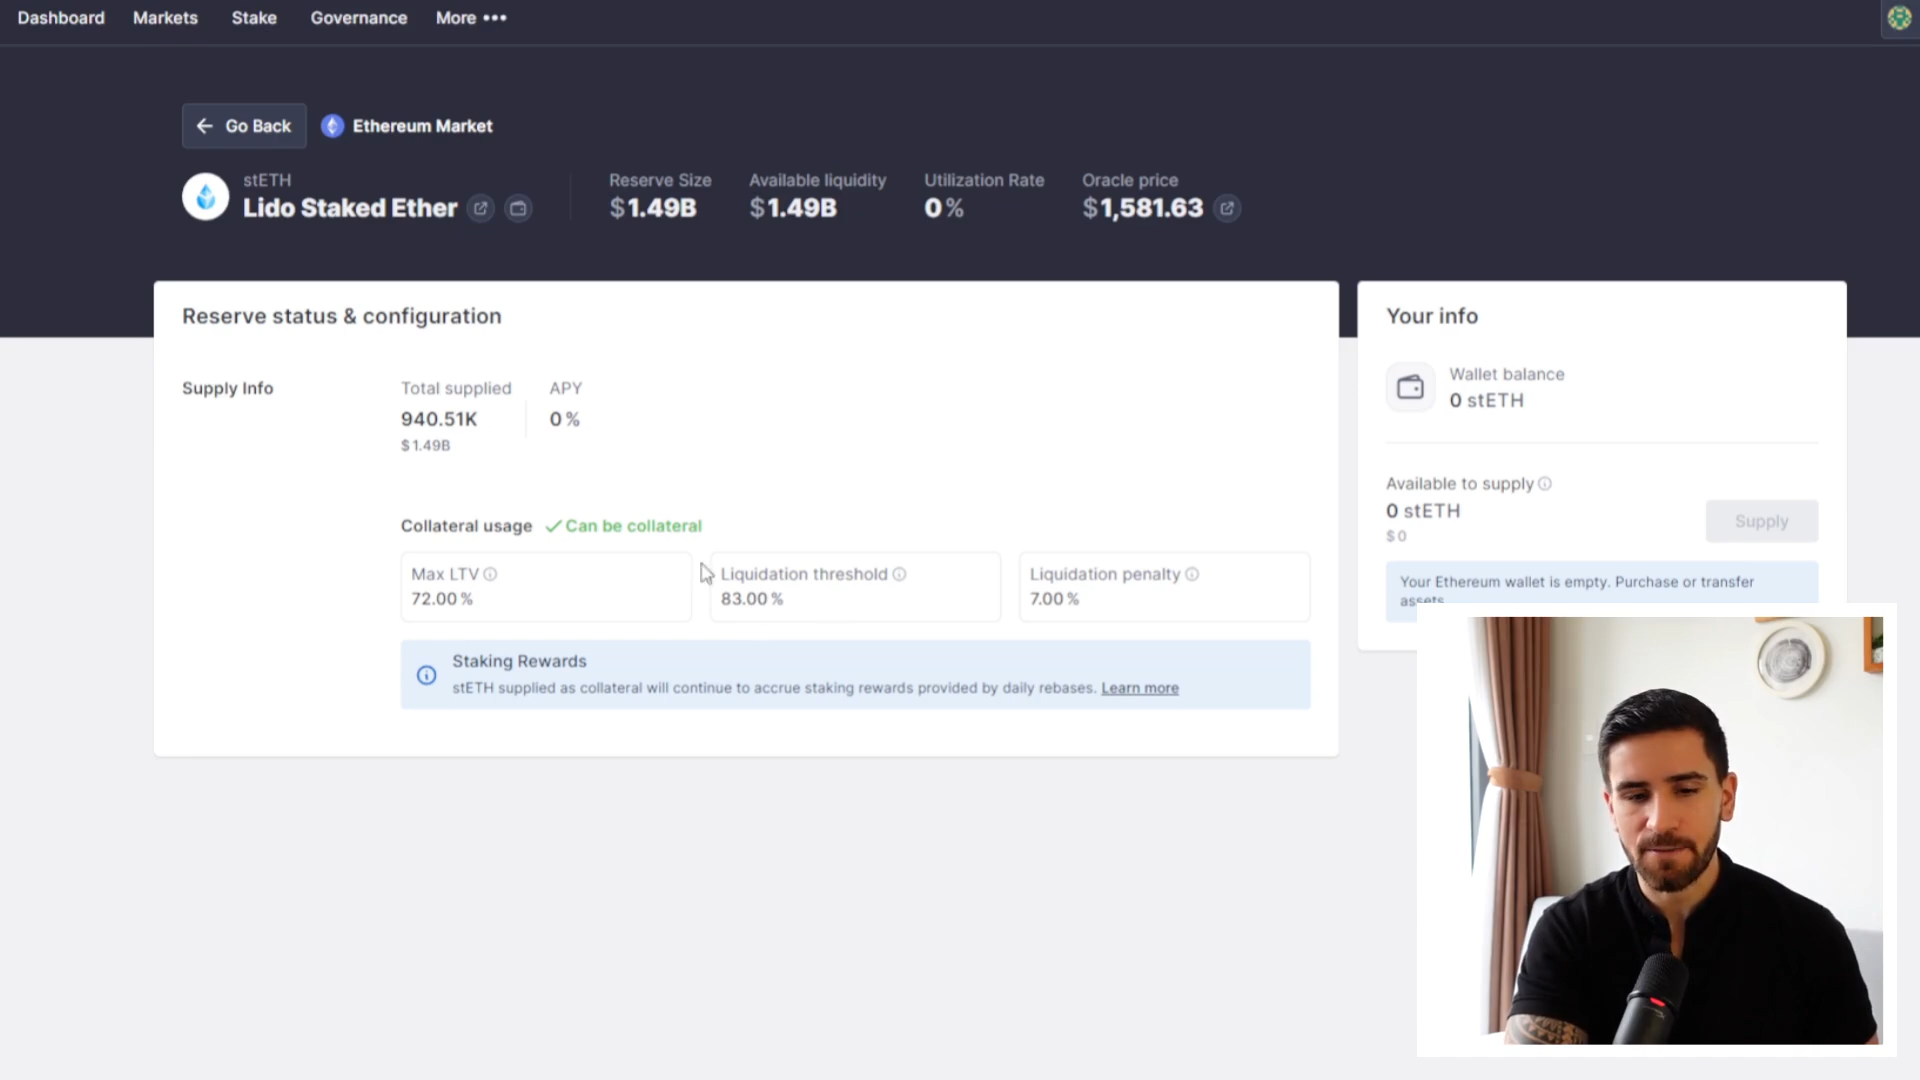 Dashboard Markets Stake Governance More •••
Go Back Ethereum Market
stETH
Lido Staked Ether
Reserve Size Available liquidity Utilization Rate Oracle price
$1.49B $1.49B 0% $1,581.63
Reserve status & configuration
Supply Info
Total supplied APY
940.51K 0%
$1.49B
Collateral usage ✓ Can be collateral
Max LTV Liquidation threshold Liquidation penalty
72.00% 83.00% 7.00%
Staking Rewards
stETH supplied as collateral will continue to accrue staking rewards provided by daily rebases. Learn more
Your info
Wallet balance
0 stETH
Available to supply
0 stETH
$0
Supply
Your Ethereum wallet is empty. Purchase or transfer
assets